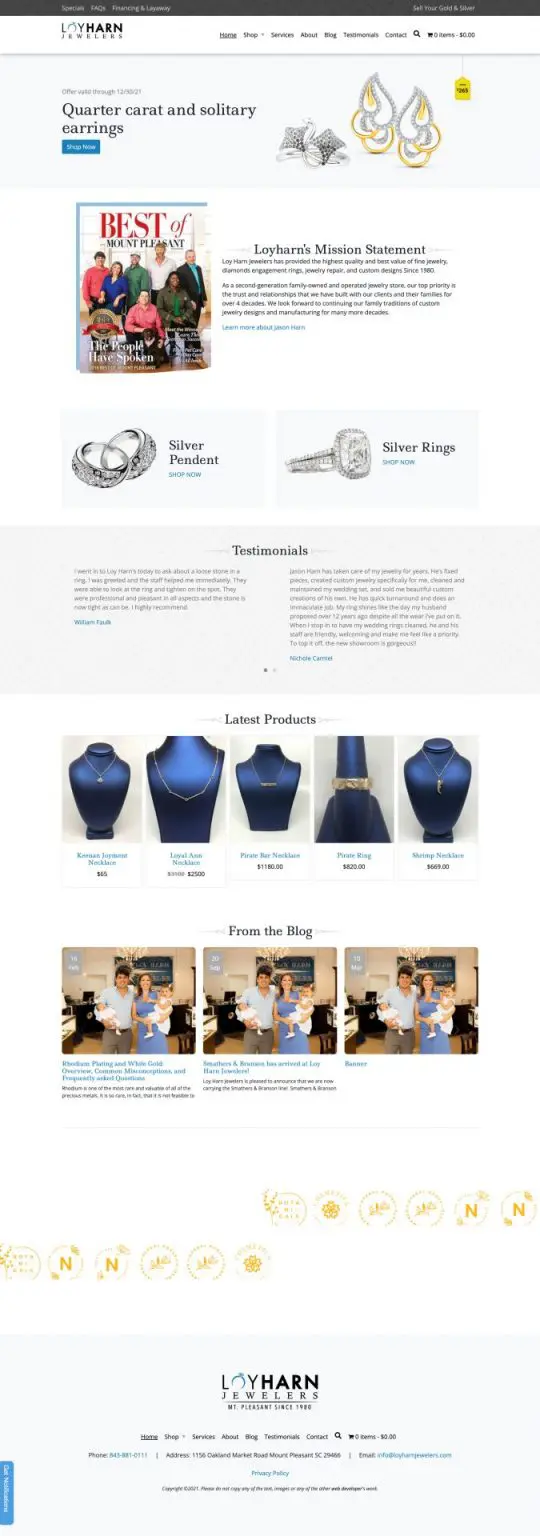 Specials FAQs Financing & Layaway Sell Your Gold & Silver
LOYHARN
JEWELERS
Home Shop Services About Blog Testimonials Contact 0 items - $0.00
Offer valid through 12/30/21
Quarter carat and solitary
earrings
Shop Now
$265
BEST of
MOUNT PLEASANT
The People
Have Spoken
Loyharn's Mission Statement
Loy Harn Jewelers has provided the highest quality and best value of fine jewelry,
diamonds engagement rings, jewelry repair, and custom designs Since 1980.
As a second-generation family-owned and operated jewelry store, our top priority is
the trust and relationships that we have built with our clients and their families for
over 4 decades. We look forward to continuing our family traditions of custom
jewelry designs and manufacturing for many more decades.
Learn more about Jason Harn
Silver
Pendent
SHOP NOW
Silver Rings
SHOP NOW
Testimonials
I went in to Loy Harn's today to ask about a loose stone in a
ring. I was greeted and the staff helped me immediately. They
were able to look at the ring and tighten on the spot. They
were professional and pleasant in all aspects and the stone is
now tight as can be. I highly recommend.
William Faulk
Jason Harn has taken care of my jewelry for years. He's fixed
pieces, created custom jewelry specifically for me, cleaned and
maintained my wedding set, and sold me beautiful custom
creations of his own. He has quick turnaround and does an
immaculate job. My ring shines like the day my husband
proposed over 12 years ago despite all the wear I've put on it.
When I stop in to have my wedding rings cleaned, he and his
staff are friendly, welcoming and make me feel like a priority.
To top it off, the new showroom is gorgeous!!
Nichole Camiel
Latest Products
Keenan Joyment
Necklace
$65
Loyal Ann
Necklace
$2500
Pirate Bar Necklace
$1180.00
Pirate Ring
$820.00
Shrimp Necklace
$669.00
From the Blog
16
Feb
Rhodium Plating and White Gold:
Overview, Common Misconceptions, and
Frequently asked Questions
Rhodium is one of the most rare and valuable of all of the
precious metals. It is so rare, in fact, that it is not feasible to
20
Sep
Smathers & Branson has arrived at Loy
Harn Jewelers!
Loy Harn Jewelers is pleased to announce that we are now
carrying the Smathers & Branson line! Smathers & Branson
10
Mar
Banner
N N
N N
LOYHARN
JEWELERS
MT. PLEASANT SINCE 1980
Home Shop Services About Blog Testimonials Contact 0 items - $0.00
Phone: 843-881-0111 | Address: 1156 Oakland Market Road Mount Pleasant SC 29466 | Email: info@loyharnjewelers.com
Privacy Policy
Copyright ©2021. Please do not copy any of the text, images or any of the other web developer's work.
Get Notifications